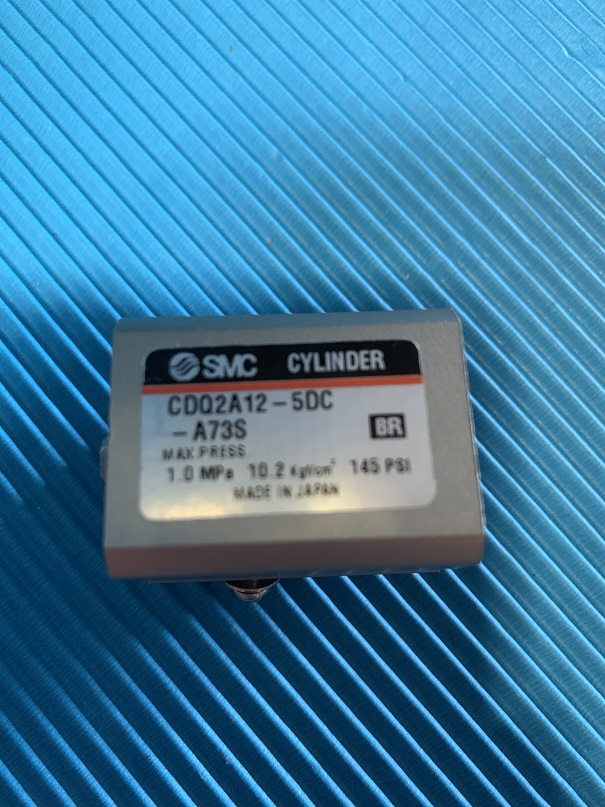 SMC CYLINDER
CDQ2A12-5DC
-A73S BR
MAX.PRESS
1.0 MPa 10.2 Kgf/cm² 145 PSI
MADE IN JAPAN